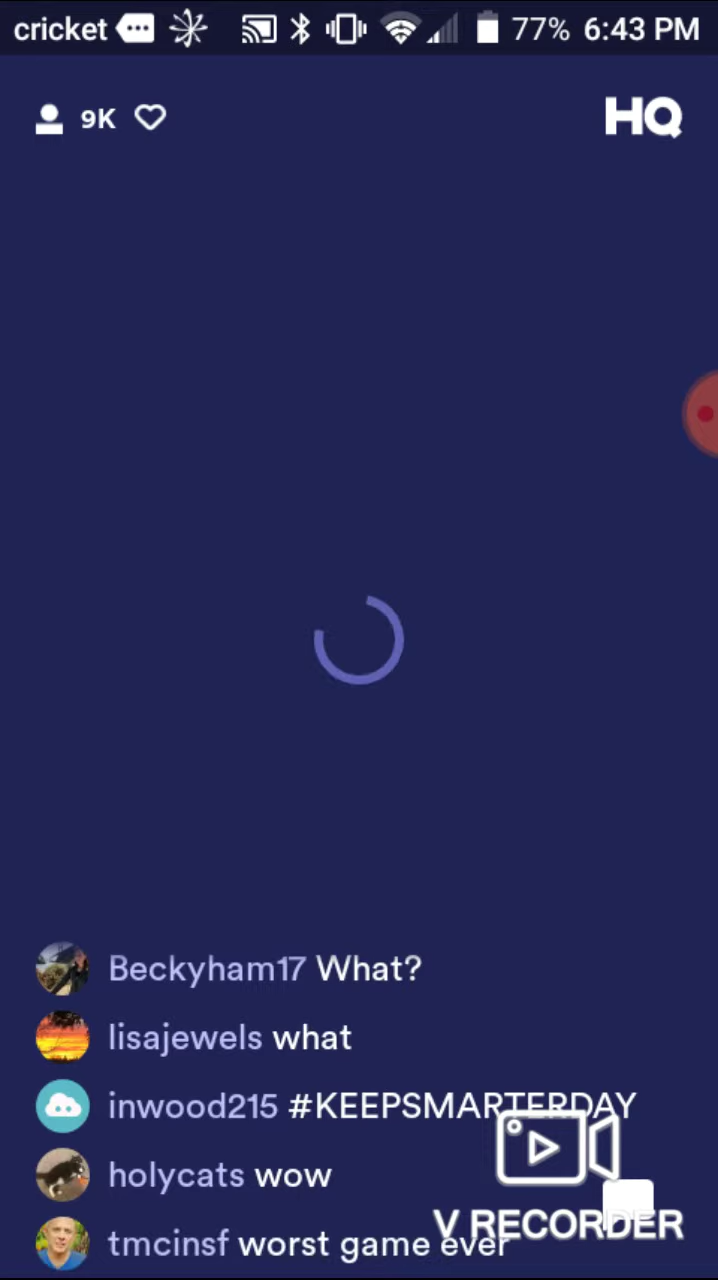 cricket 77% 6:43 PM
9K HQ
Beckyham17 What?
lisajewels what
inwood215 #KEEPSMARTERDAY
holycats wow
tmcinsf worst game ever
V RECORDER